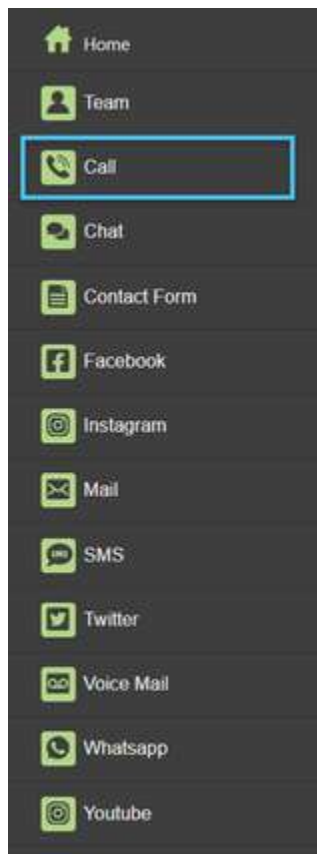 Home
Team
Call
Chat
Contact Form
Facebook
Instagram
Mail
SMS
Twitter
Voice Mail
Whatsapp
Youtube